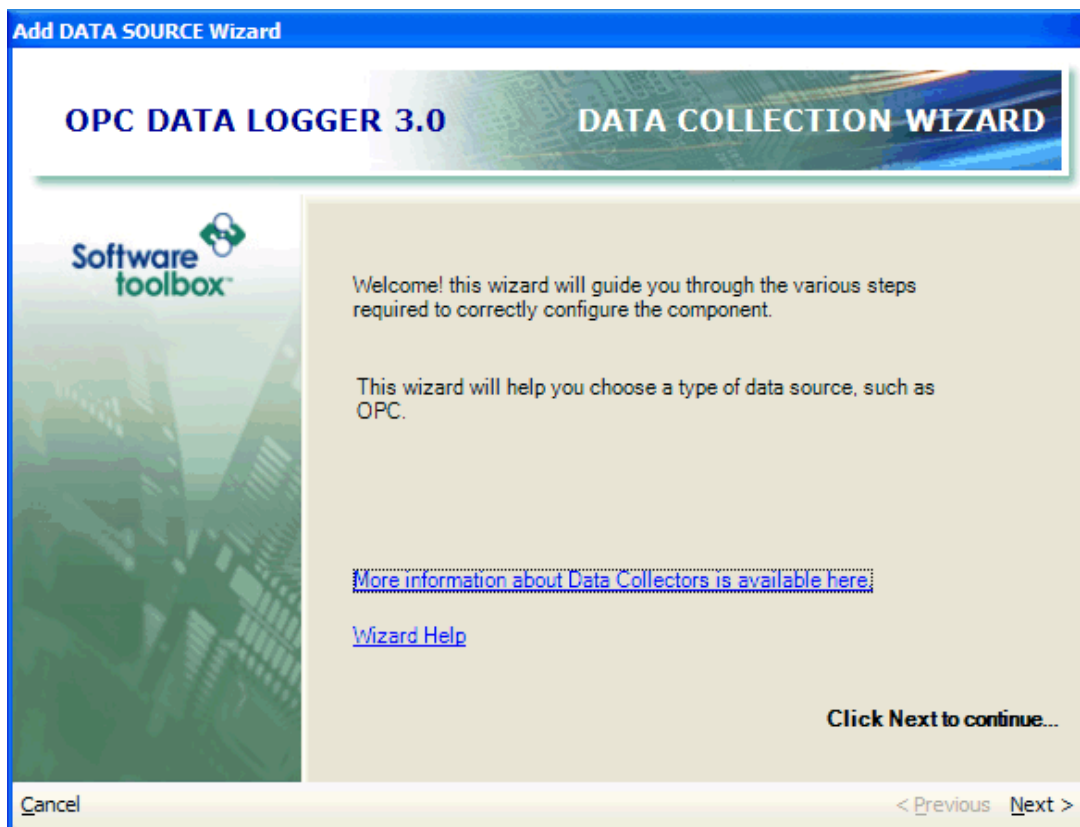 Add DATA SOURCE Wizard
OPC DATA LOGGER 3.0
DATA COLLECTION WIZARD
Software
toolbox™
Welcome! this wizard will guide you through the various steps
required to correctly configure the component.
This wizard will help you choose a type of data source, such as
OPC.
More information about Data Collectors is available here.
Wizard Help
Click Next to continue...
Cancel
< Previous
Next >